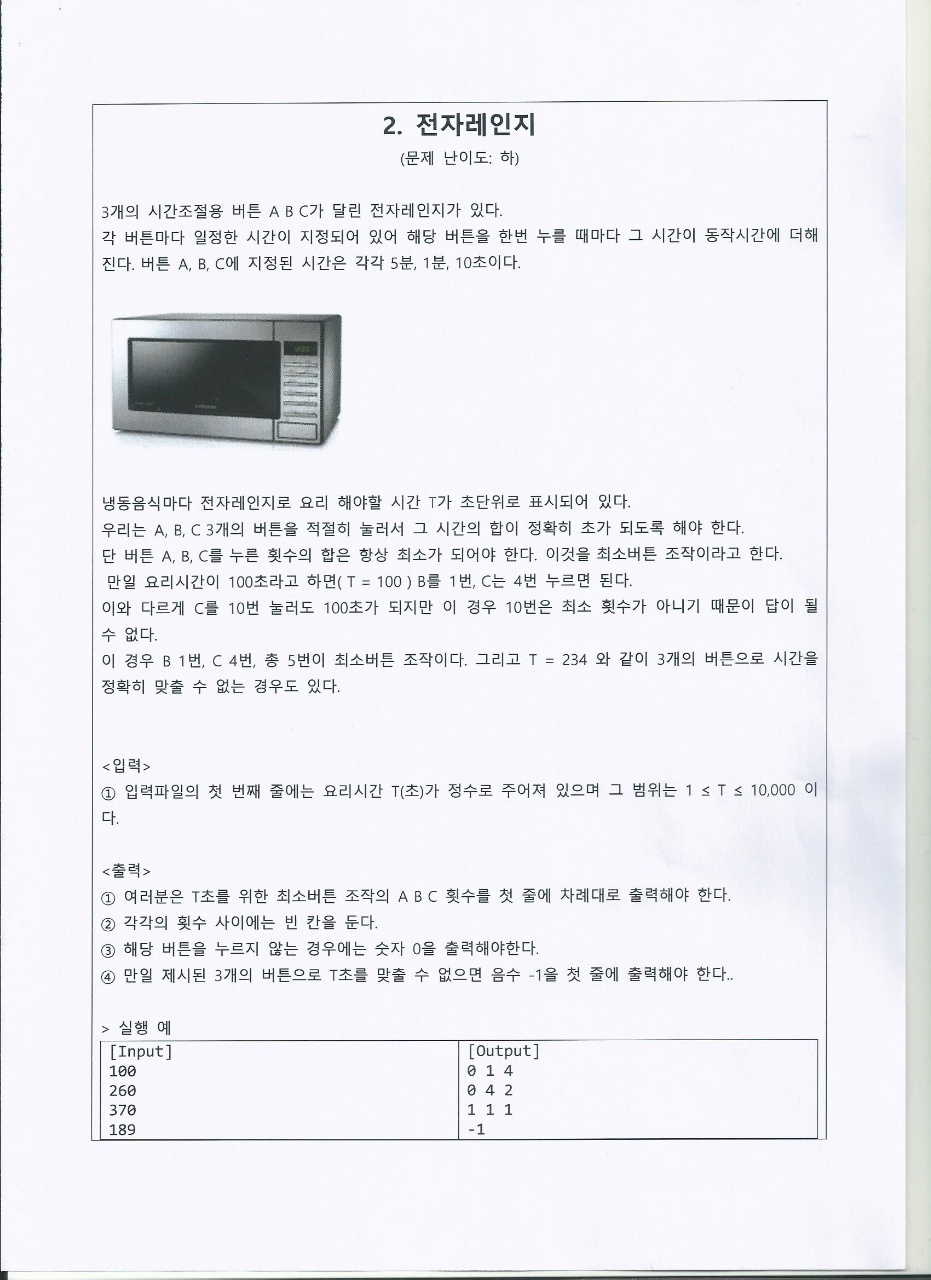 2. 전자레인지
(문제 난이도: 하)
3개의 시간조절용 버튼 A B C가 달린 전자레인지가 있다.
각 버튼마다 일정한 시간이 지정되어 있어 해당 버튼을 한번 누를 때마다 그 시간이 동작시간에 더해
진다. 버튼 A, B, C에 지정된 시간은 각각 5분, 1분, 10초이다.
냉동음식마다 전자레인지로 요리 해야할 시간 T가 초단위로 표시되어 있다.
우리는 A, B, C 3개의 버튼을 적절히 눌러서 그 시간의 합이 정확히 초가 되도록 해야 한다.
단 버튼 A, B, C를 누른 횟수의 합은 항상 최소가 되어야 한다. 이것을 최소버튼 조작이라고 한다.
만일 요리시간이 100초라고 하면( T = 100 ) B를 1번, C는 4번 누르면 된다.
이와 다르게 C를 10번 눌러도 100초가 되지만 이 경우 10번은 최소 횟수가 아니기 때문이 답이 될
수 없다.
이 경우 B 1번, C 4번, 총 5번이 최소버튼 조작이다. 그리고 T = 234 와 같이 3개의 버튼으로 시간을
정확히 맞출 수 없는 경우도 있다.
<입력>
① 입력파일의 첫 번째 줄에는 요리시간 T(초)가 정수로 주어져 있으며 그 범위는 1 ≤ T ≤ 10,000 이
다.
<출력>
① 여러분은 T초를 위한 최소버튼 조작의 A B C 횟수를 첫 줄에 차례대로 출력해야 한다.
② 각각의 횟수 사이에는 빈 칸을 둔다.
③ 해당 버튼을 누르지 않는 경우에는 숫자 0을 출력해야한다.
④ 만일 제시된 3개의 버튼으로 T초를 맞출 수 없으면 음수 -1을 첫 줄에 출력해야 한다..
> 실행 예
[Input] [Output]
100 0 1 4
260 0 4 2
370 1 1 1
189 -1